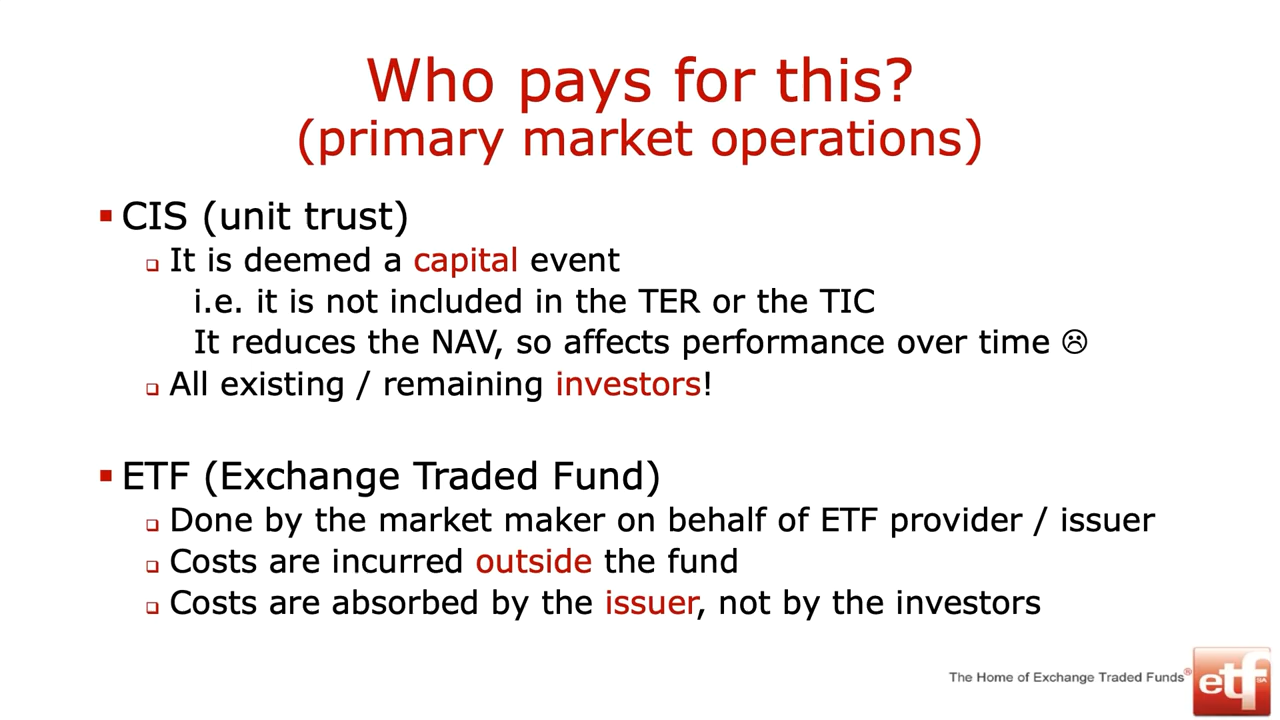 Who pays for this?
(primary market operations)
▪ CIS (unit trust)
❑ It is deemed a capital event
i.e. it is not included in the TER or the TIC
It reduces the NAV, so affects performance over time ☹
❑ All existing / remaining investors!
▪ ETF (Exchange Traded Fund)
❑ Done by the market maker on behalf of ETF provider / issuer
❑ Costs are incurred outside the fund
❑ Costs are absorbed by the issuer, not by the investors
The Home of Exchange Traded Funds®
etfSA